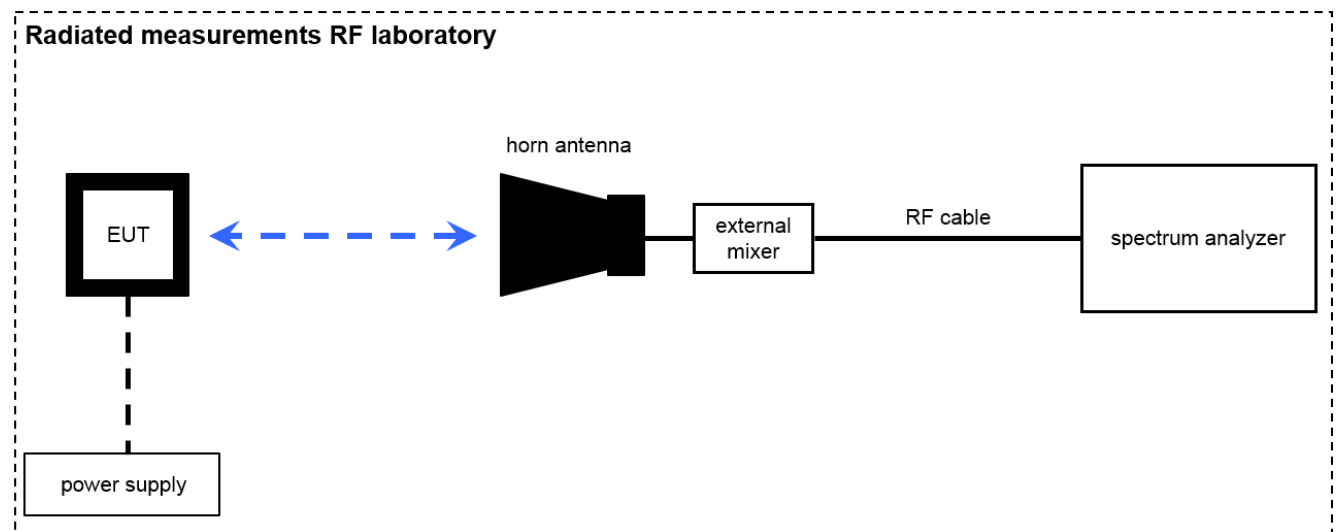 Radiated measurements RF laboratory
horn antenna
EUT
external
mixer
RF cable
spectrum analyzer
power supply